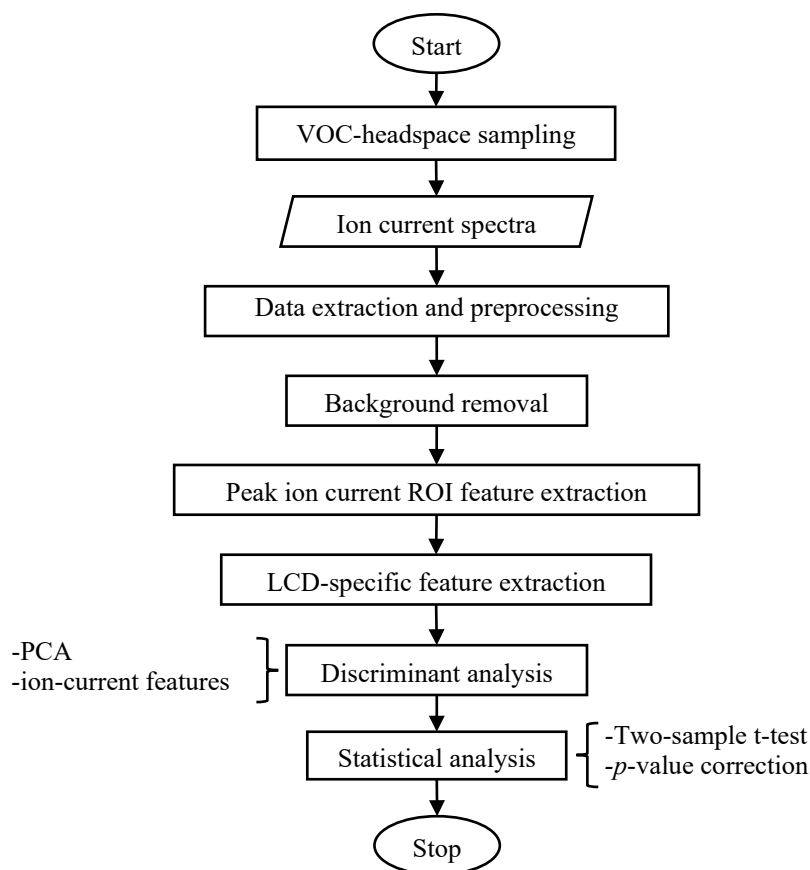 Start
VOC-headspace sampling
Ion current spectra
Data extraction and preprocessing
Background removal
Peak ion current ROI feature extraction
LCD-specific feature extraction
-PCA
-ion-current features
Discriminant analysis
Statistical analysis
-Two-sample t-test
-p-value correction
Stop